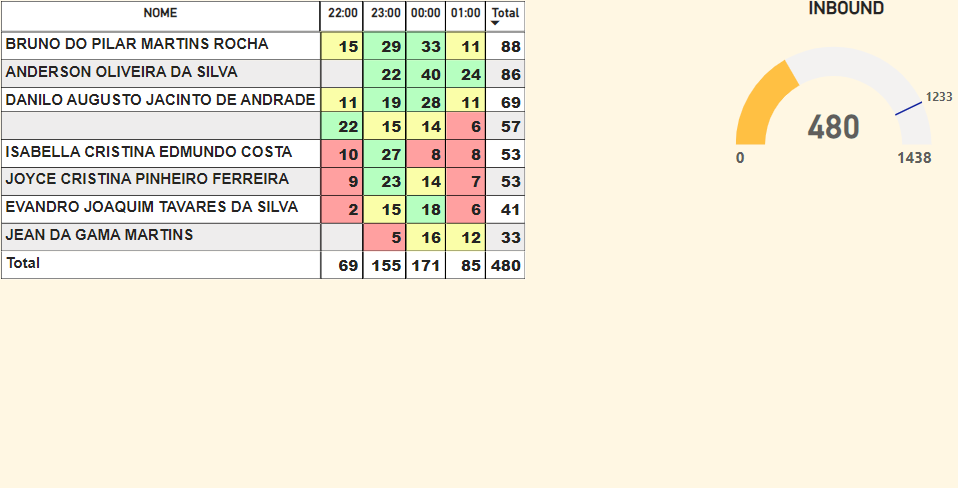 NOME 22:00 23:00 00:00 01:00 Total
BRUNO DO PILAR MARTINS ROCHA 15 29 33 11 88
ANDERSON OLIVEIRA DA SILVA 22 40 24 86
DANILO AUGUSTO JACINTO DE ANDRADE 11 19 28 11 69
22 15 14 6 57
ISABELLA CRISTINA EDMUNDO COSTA 10 27 8 8 53
JOYCE CRISTINA PINHEIRO FERREIRA 9 23 14 7 53
EVANDRO JOAQUIM TAVARES DA SILVA 2 15 18 6 41
JEAN DA GAMA MARTINS 5 16 12 33
Total 69 155 171 85 480
INBOUND
1233
480
0 1438